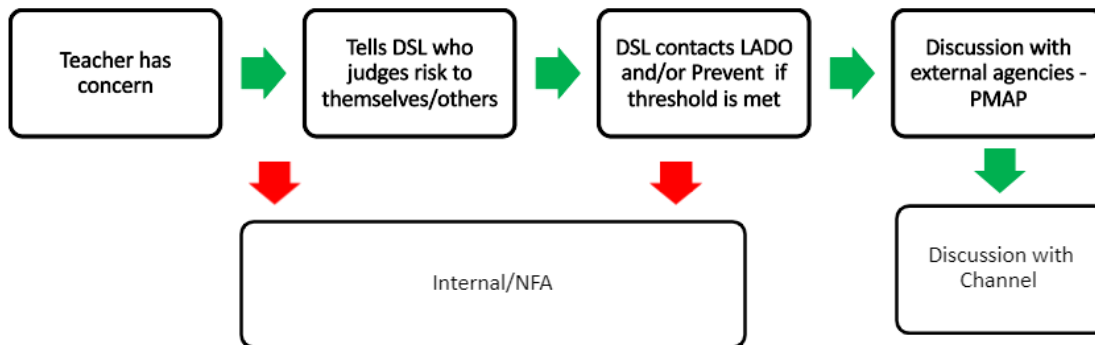 Teacher has
concern
Tells DSL who
judges risk to
themselves/others
DSL contacts LADO
and/or Prevent  if
threshold is met
Discussion with
external agencies -
PMAP
Internal/NFA
Discussion with
Channel